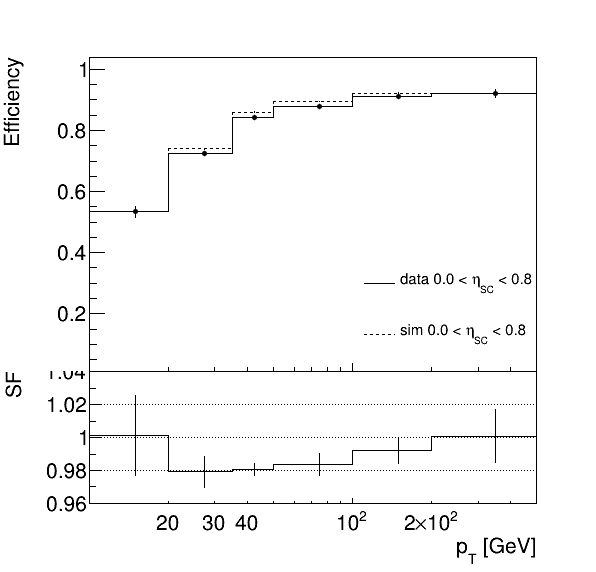 Efficiency
1
0.8
0.6
0.4
0.2
data 0.0 < η_SC < 0.8
sim 0.0 < η_SC < 0.8
SF
1.04
1.02
1
0.98
0.96
20 30 40 10² 2×10²
p_T [GeV]